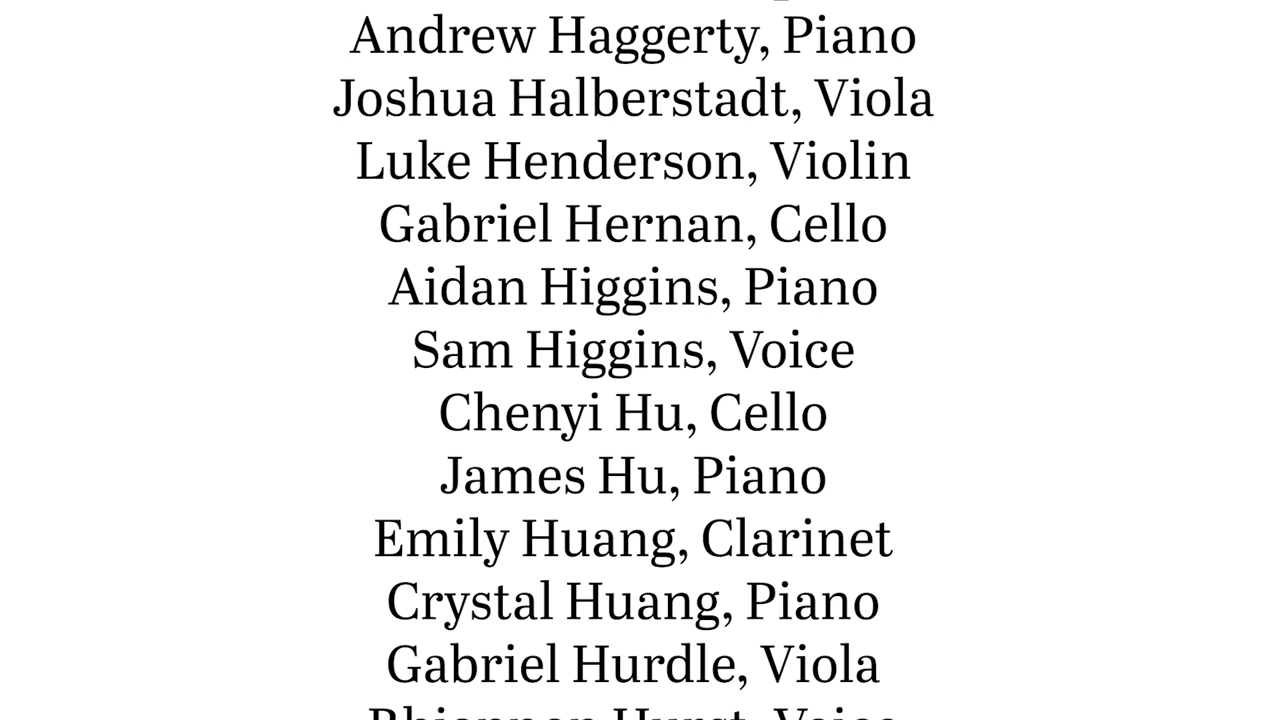 Andrew Haggerty, Piano
Joshua Halberstadt, Viola
Luke Henderson, Violin
Gabriel Hernan, Cello
Aidan Higgins, Piano
Sam Higgins, Voice
Chenyi Hu, Cello
James Hu, Piano
Emily Huang, Clarinet
Crystal Huang, Piano
Gabriel Hurdle, Viola
Rhiannon Hurst, Voice